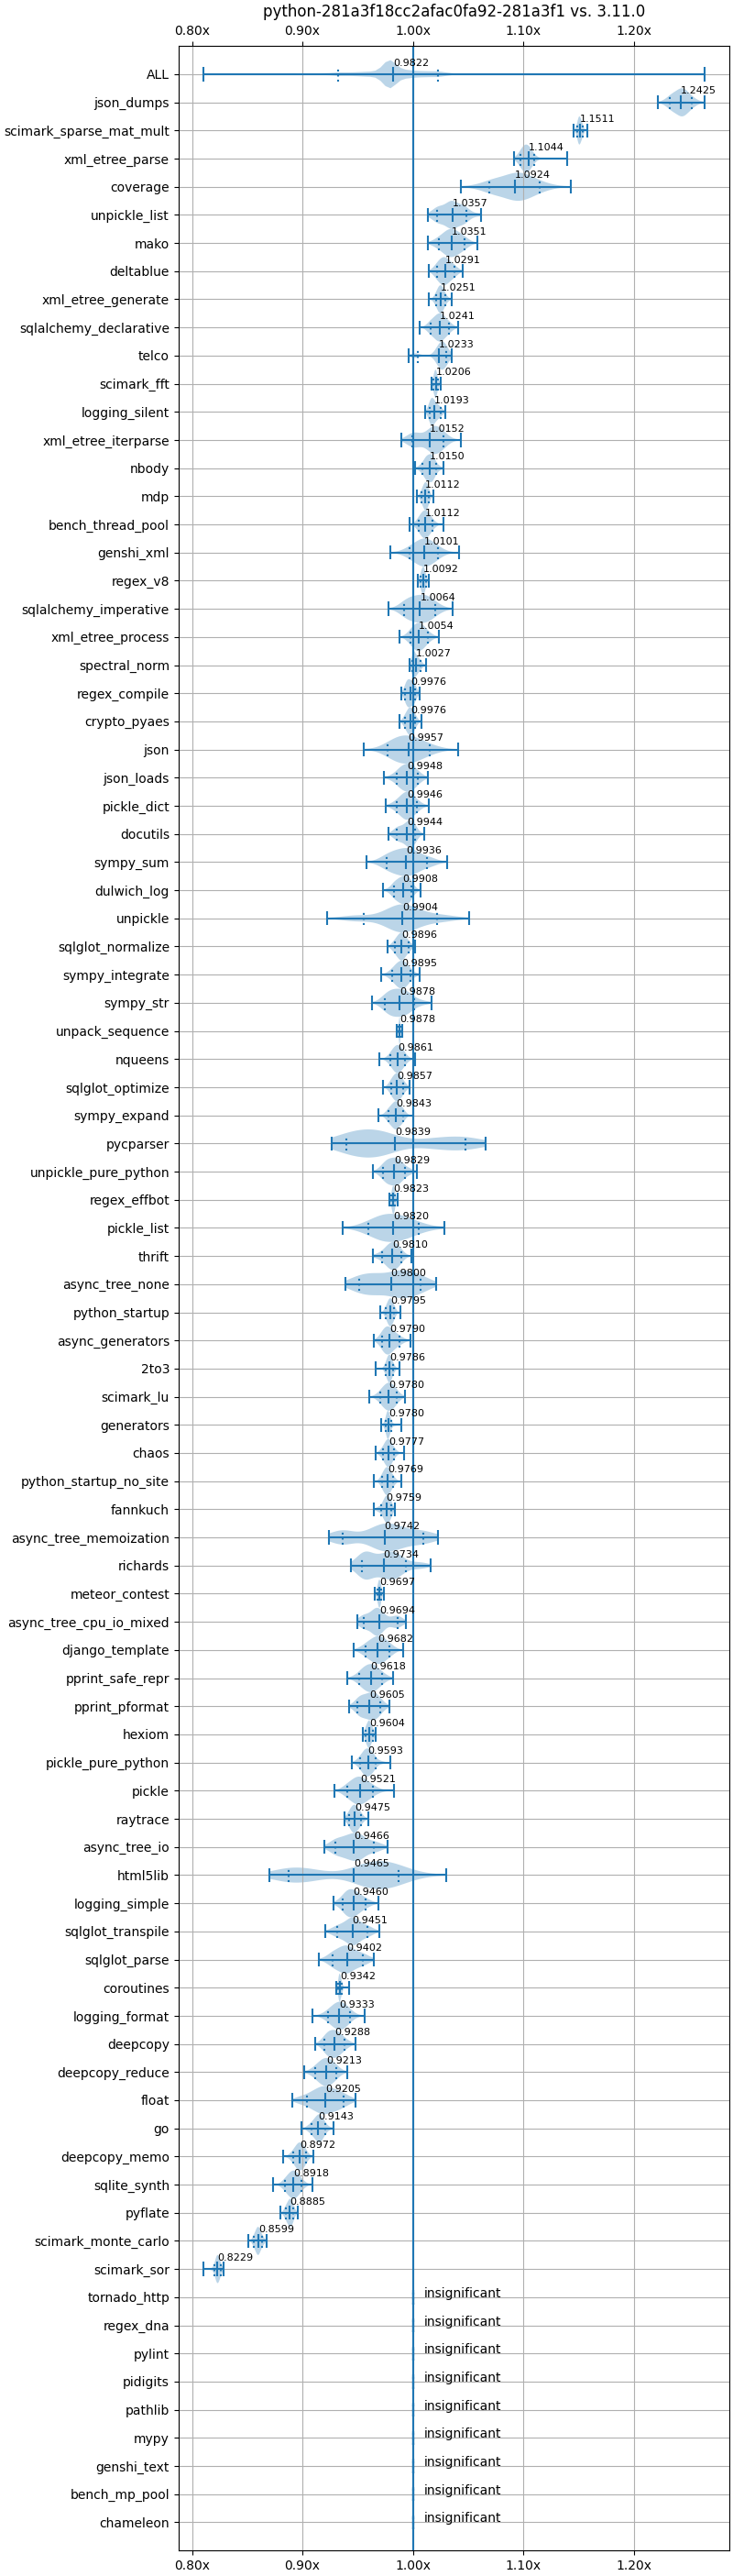 python-281a3f18cc2afac0fa92-281a3f1 vs. 3.11.0
0.80x 0.90x 1.00x 1.10x 1.20x
ALL 0.9822
json_dumps 1.2425
scimark_sparse_mat_mult 1.1511
xml_etree_parse 1.1044
coverage 1.0924
unpickle_list 1.0357
mako 1.0351
deltablue 1.0291
xml_etree_generate 1.0251
sqlalchemy_declarative 1.0241
telco 1.0233
scimark_fft 1.0206
logging_silent 1.0193
xml_etree_iterparse 1.0152
nbody 1.0150
mdp 1.0112
bench_thread_pool 1.0112
genshi_xml 1.0101
regex_v8 1.0092
sqlalchemy_imperative 1.0064
xml_etree_process 1.0054
spectral_norm 1.0027
regex_compile 0.9976
crypto_pyaes 0.9976
json 0.9957
json_loads 0.9948
pickle_dict 0.9946
docutils 0.9944
sympy_sum 0.9936
dulwich_log 0.9908
unpickle 0.9904
sqlglot_normalize 0.9896
sympy_integrate 0.9895
sympy_str 0.9878
unpack_sequence 0.9878
nqueens 0.9861
sqlglot_optimize 0.9857
sympy_expand 0.9843
pycparser 0.9839
unpickle_pure_python 0.9829
regex_effbot 0.9823
pickle_list 0.9820
thrift 0.9810
async_tree_none 0.9800
python_startup 0.9795
async_generators 0.9790
2to3 0.9786
scimark_lu 0.9780
generators 0.9780
chaos 0.9777
python_startup_no_site 0.9769
fannkuch 0.9759
async_tree_memoization 0.9742
richards 0.9734
meteor_contest 0.9697
async_tree_cpu_io_mixed 0.9694
django_template 0.9682
pprint_safe_repr 0.9618
pprint_pformat 0.9605
hexiom 0.9604
pickle_pure_python 0.9593
pickle 0.9521
raytrace 0.9475
async_tree_io 0.9466
html5lib 0.9465
logging_simple 0.9460
sqlglot_transpile 0.9451
sqlglot_parse 0.9402
coroutines 0.9342
logging_format 0.9333
deepcopy 0.9288
deepcopy_reduce 0.9213
float 0.9205
go 0.9143
deepcopy_memo 0.8972
sqlite_synth 0.8918
pyflate 0.8885
scimark_monte_carlo 0.8599
scimark_sor 0.8229
tornado_http insignificant
regex_dna insignificant
pylint insignificant
pidigits insignificant
pathlib insignificant
mypy insignificant
genshi_text insignificant
bench_mp_pool insignificant
chameleon insignificant
0.80x 0.90x 1.00x 1.10x 1.20x